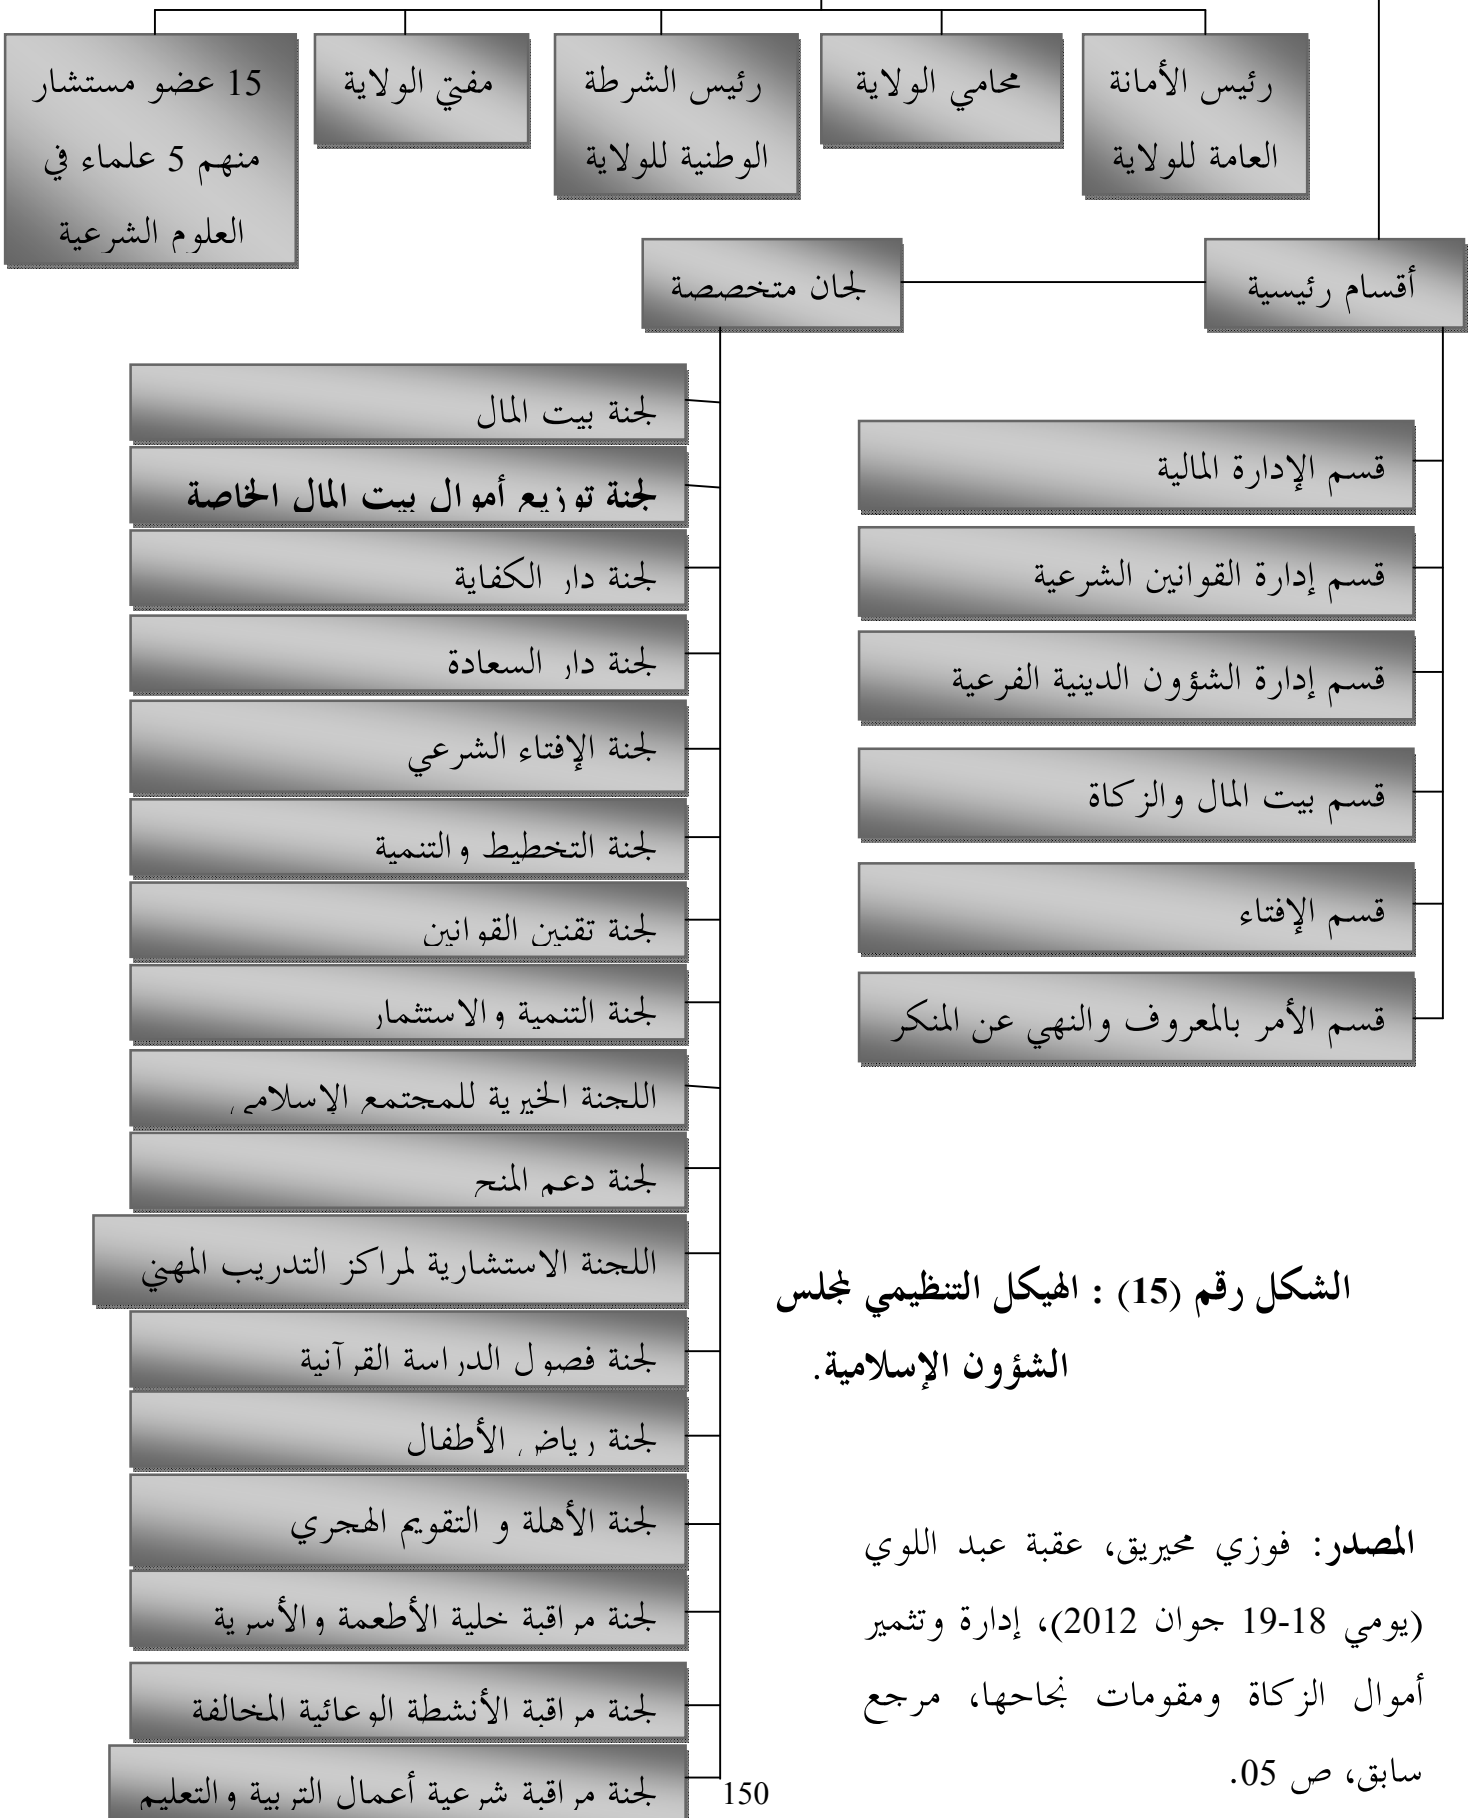 رئيس الأمانة
العامة للولاية
محامي الولاية
رئيس الشرطة
الوطنية للولاية
مفتي الولاية
15 عضو مستشار
منهم 5 علماء في
العلوم الشرعية
أقسام رئيسية
لجان متخصصة
قسم الإدارة المالية
قسم إدارة القوانين الشرعية
قسم إدارة الشؤون الدينية الفرعية
قسم بيت المال والزكاة
قسم الإفتاء
قسم الأمر بالمعروف والنهي عن المنكر
لجنة بيت المال
لجنة توزيع أموال بيت المال الخاصة
لجنة دار الكفاية
لجنة دار السعادة
لجنة الإفتاء الشرعي
لجنة التخطيط والتنمية
لجنة تقنين القوانين
لجنة التنمية والاستثمار
اللجنة الخيرية للمجتمع الإسلامي
لجنة دعم المنح
اللجنة الاستشارية لمراكز التدريب المهني
لجنة فصول الدراسة القرآنية
لجنة رياض الأطفال
لجنة الأهلة و التقويم الهجري
لجنة مراقبة حلية الأطعمة والأسرية
لجنة مراقبة الأنشطة الوعائية المخالفة
لجنة مراقبة شرعية أعمال التربية والتعليم
الشكل رقم (15) : الهيكل التنظيمي لمجلس
الشؤون الإسلامية.
المصدر: فوزي محيريق، عقبة عبد اللوي
(يومي 18-19 جوان 2012)، إدارة وتثمير
أموال الزكاة ومقومات نجاحها، مرجع
سابق، ص 05.
150